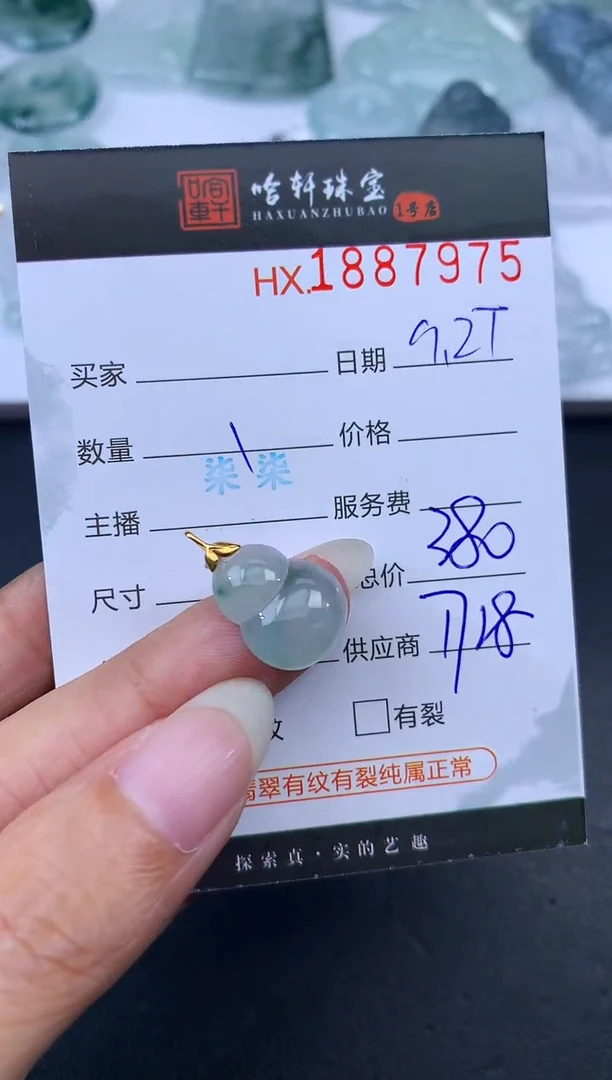 哈轩珠宝
HAXUANZHUBAO 1号店
HX.1887975
买家 日期 9.27
数量 1 价格
柒 柒
主播 服务费
尺寸 总价 380
供应商 7718
有裂
翡翠有纹有裂纯属正常
探索真·实的艺趣